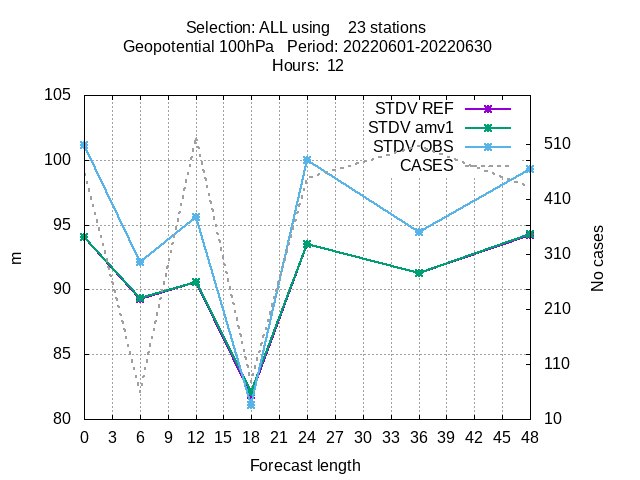 Selection: ALL using    23 stations
Geopotential 100hPa   Period: 20220601-20220630
Hours:  12
STDV REF
STDV amv1
STDV OBS
CASES
105
100
95
90
85
80
m
510
410
310
210
110
10
No cases
0 3 6 9 12 15 18 21 24 27 30 33 36 39 42 45 48
Forecast length